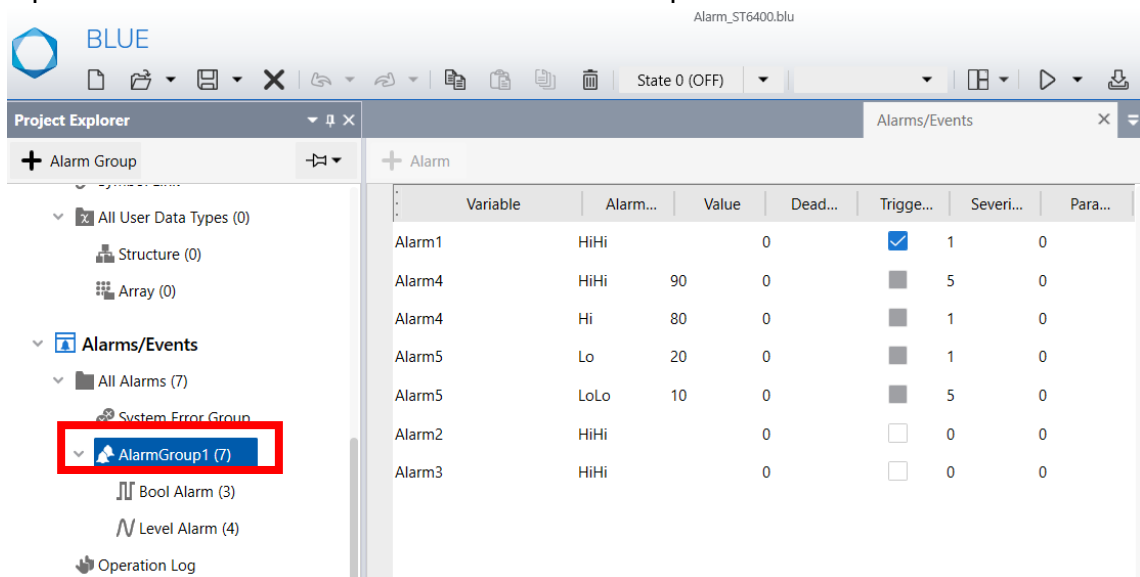 Alarm_ST6400.blu
BLUE
State 0 (OFF)
Project Explorer
Alarms/Events
Alarm Group
Alarm
Variable Alarm... Value Dead... Trigge... Severi... Para...
All User Data Types (0)
Structure (0)
Array (0)
Alarms/Events
All Alarms (7)
System Error Group
AlarmGroup1 (7)
Bool Alarm (3)
Level Alarm (4)
Operation Log
Alarm1 HiHi 0 1 0
Alarm4 HiHi 90 0 5 0
Alarm4 Hi 80 0 1 0
Alarm5 Lo 20 0 1 0
Alarm5 LoLo 10 0 5 0
Alarm2 HiHi 0 0 0
Alarm3 HiHi 0 0 0